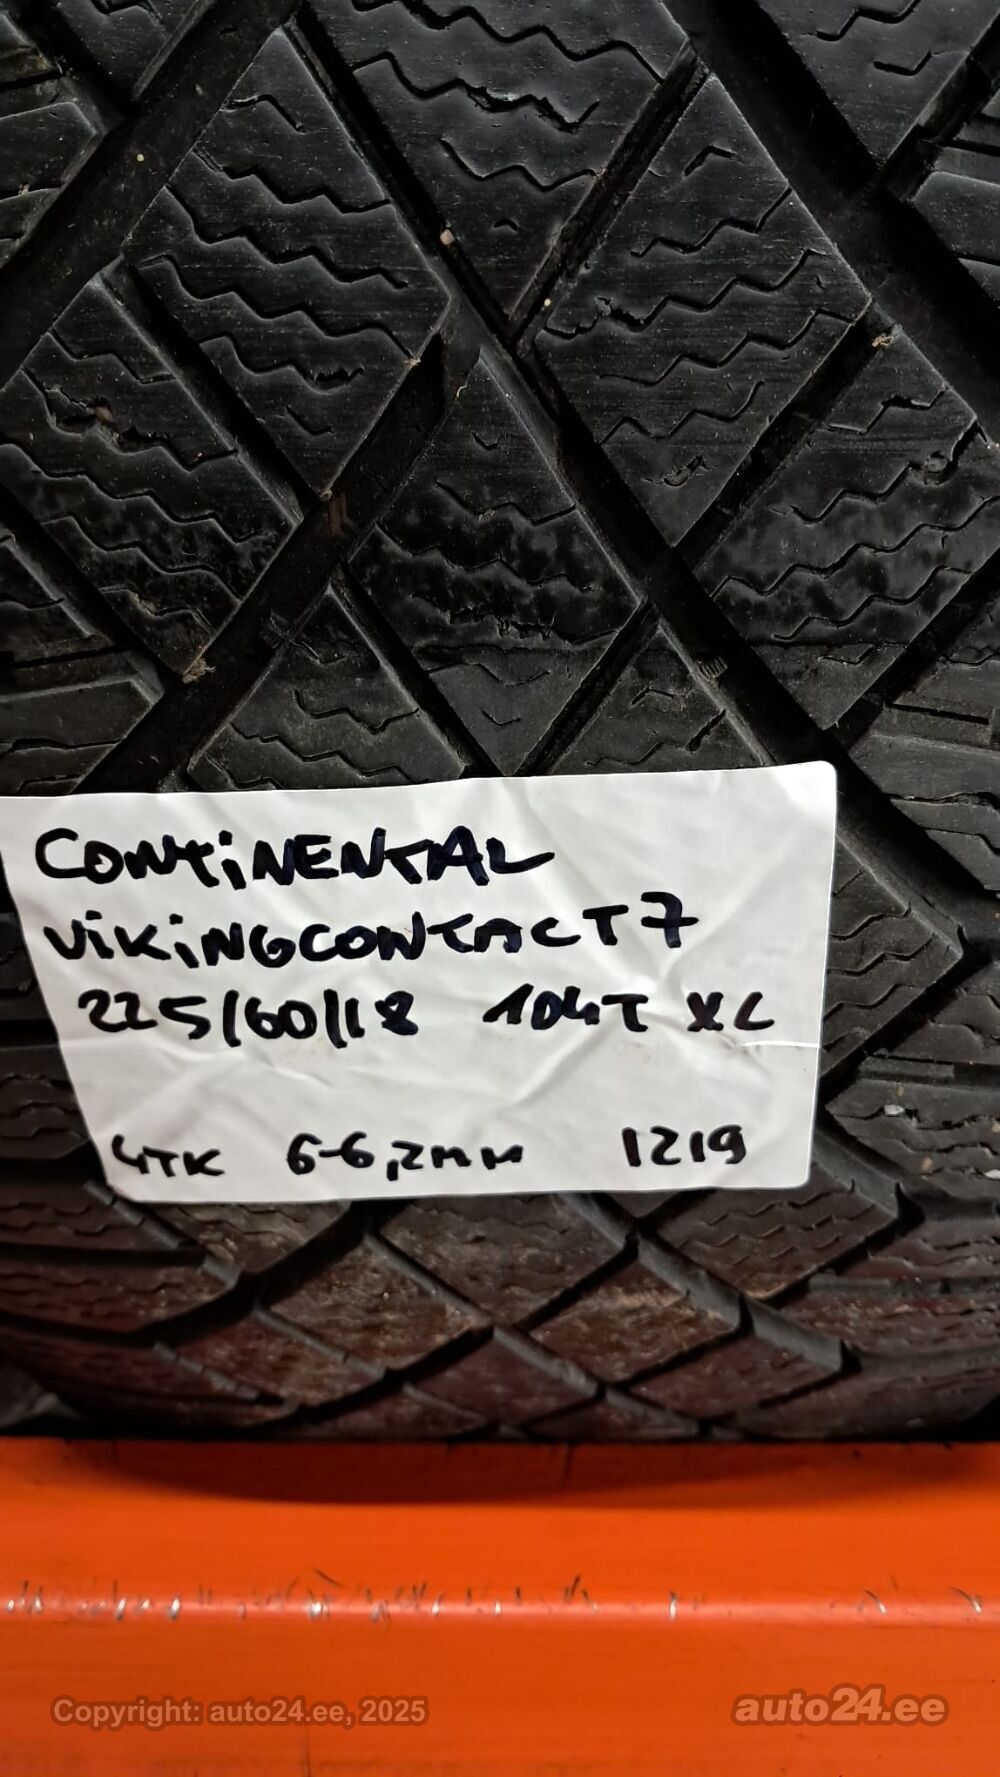 CONTiNENTAL
ViKiNGCONTACT7
225/60/18 104T XL
4TK 6-6,2mm 1219
Copyright: auto24.ee, 2025
auto24.ee